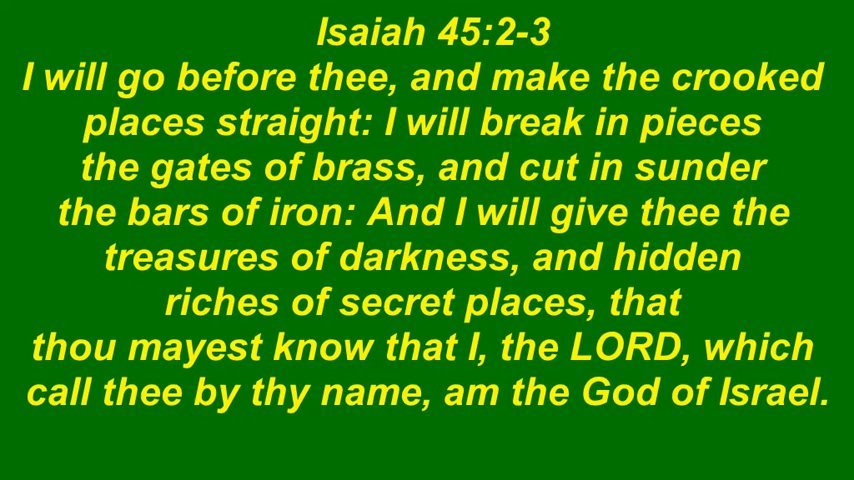 Isaiah 45:2-3
I will go before thee, and make the crooked
places straight: I will break in pieces
the gates of brass, and cut in sunder
the bars of iron: And I will give thee the
treasures of darkness, and hidden
riches of secret places, that
thou mayest know that I, the LORD, which
call thee by thy name, am the God of Israel.